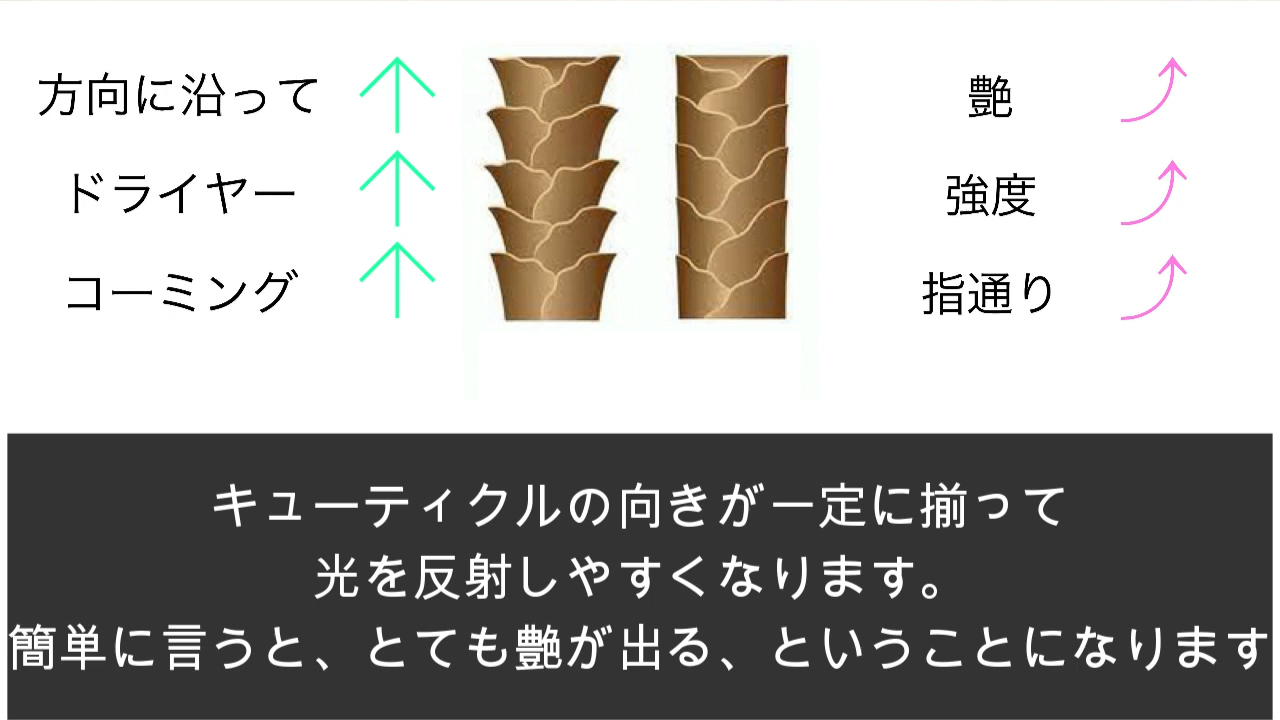 方向に沿って
ドライヤー
コーミング
艶
強度
指通り
キューティクルの向きが一定に揃って
光を反射しやすくなります。
簡単に言うと、とても艶が出る、ということになります